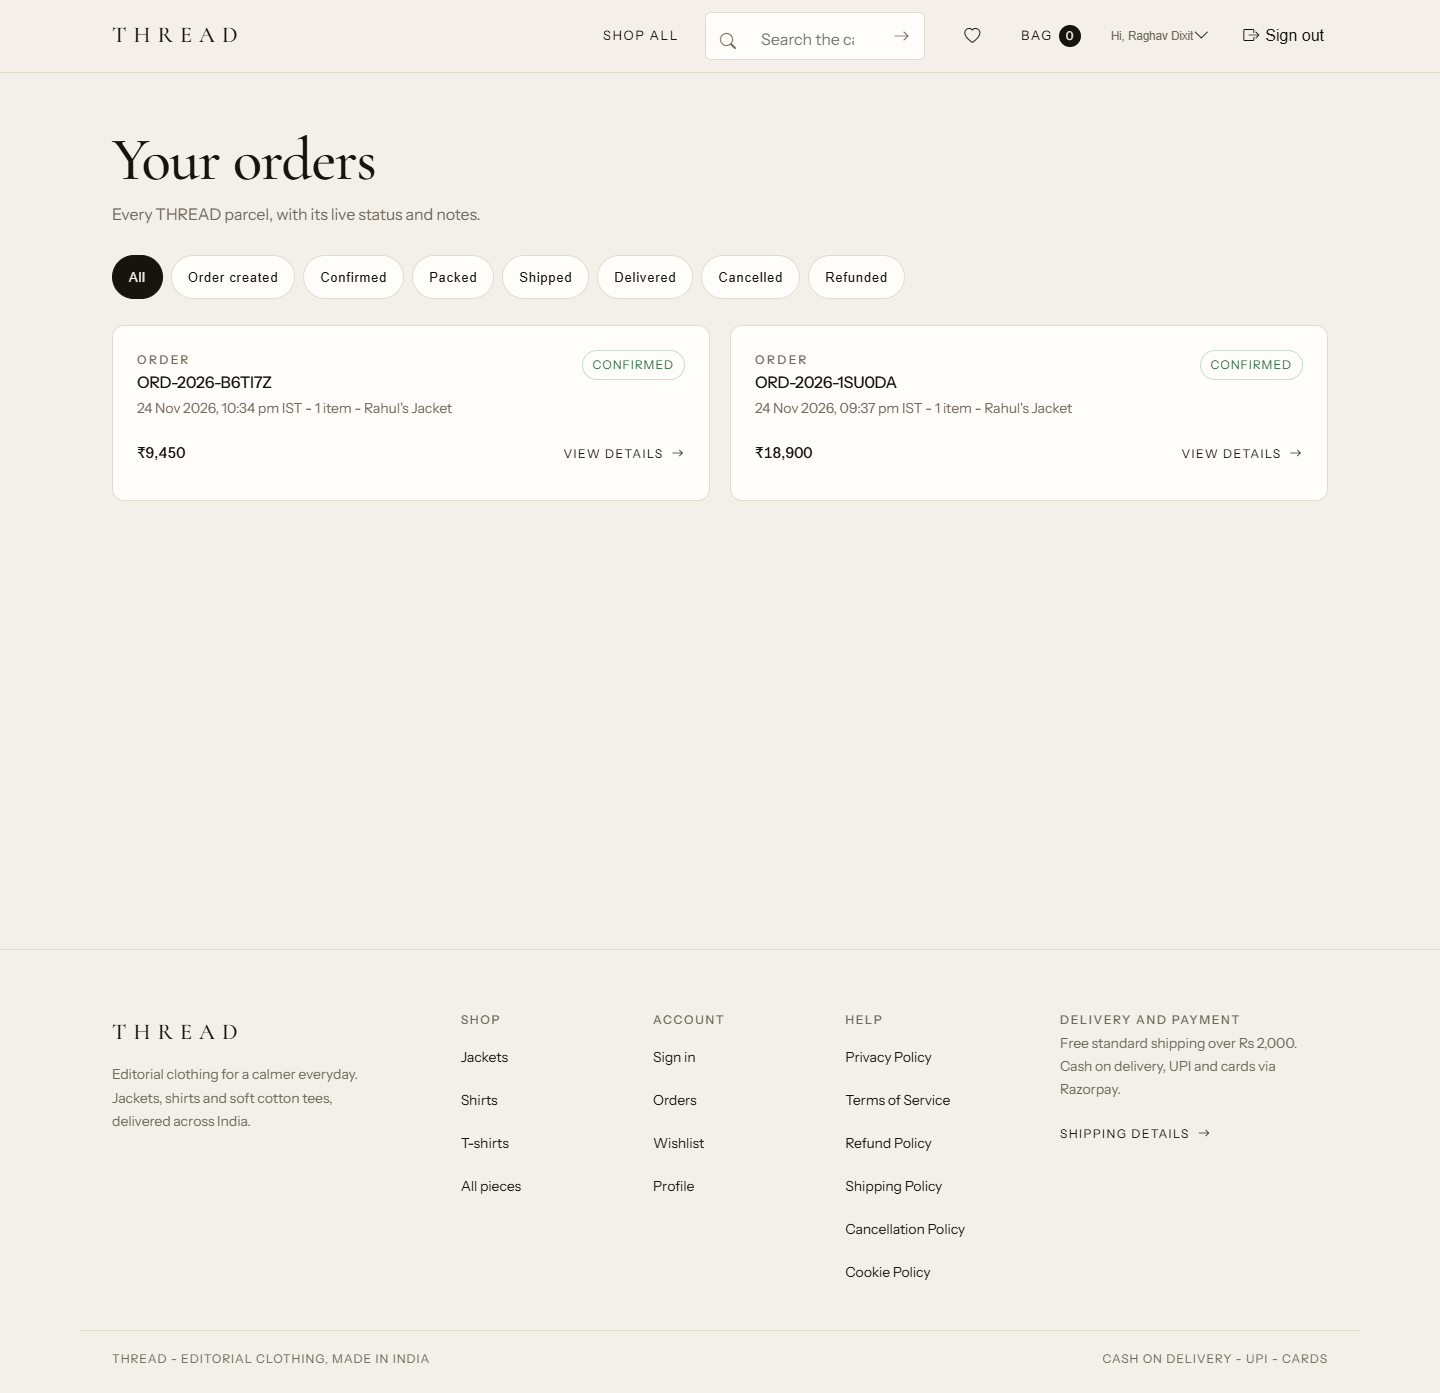 THREAD
SHOP ALL
Search the ca
BAG 0
Hi, Raghav Dixit
Sign out
Your orders
Every THREAD parcel, with its live status and notes.
All
Order created
Confirmed
Packed
Shipped
Delivered
Cancelled
Refunded
ORDER
CONFIRMED
ORD-2026-B6TI7Z
24 Nov 2026, 10:34 pm IST - 1 item - Rahul's Jacket
₹9,450
VIEW DETAILS →
ORDER
CONFIRMED
ORD-2026-1SU0DA
24 Nov 2026, 09:37 pm IST - 1 item - Rahul's Jacket
₹18,900
VIEW DETAILS →
THREAD
Editorial clothing for a calmer everyday.
Jackets, shirts and soft cotton tees,
delivered across India.
SHOP
Jackets
Shirts
T-shirts
All pieces
ACCOUNT
Sign in
Orders
Wishlist
Profile
HELP
Privacy Policy
Terms of Service
Refund Policy
Shipping Policy
Cancellation Policy
Cookie Policy
DELIVERY AND PAYMENT
Free standard shipping over Rs 2,000.
Cash on delivery, UPI and cards via
Razorpay.
SHIPPING DETAILS →
THREAD - EDITORIAL CLOTHING, MADE IN INDIA
CASH ON DELIVERY - UPI - CARDS